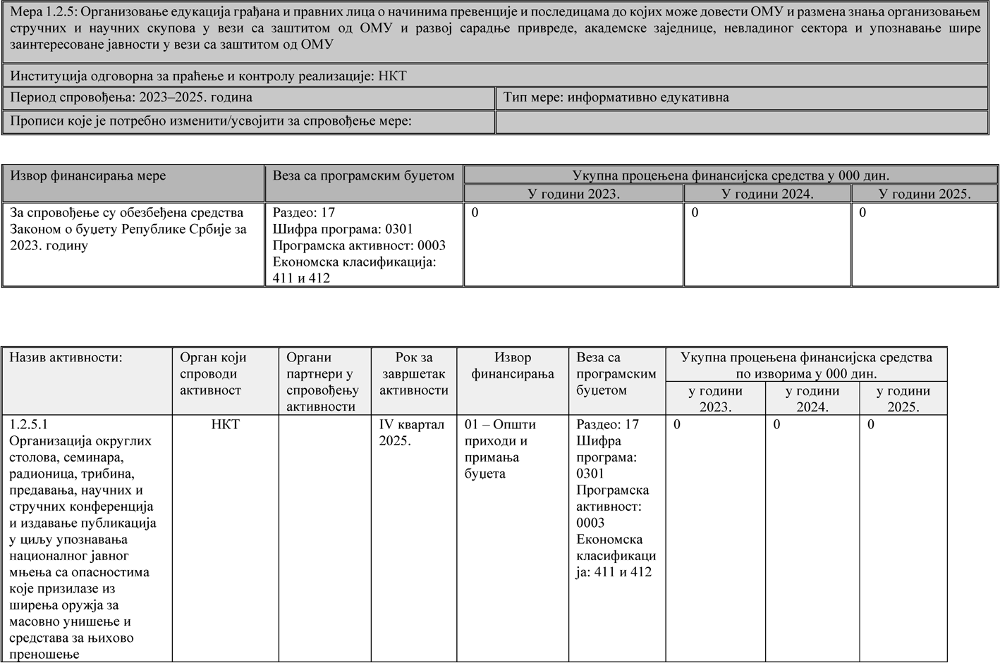 Мера 1.2.5: Организовање едукација грађана и правних лица о начинима превенције и последицама до којих може довести ОМУ и размена знања организовањем
стручних и научних скупова у вези са заштитом од ОМУ и развој сарадње привреде, академске заједнице, невладиног сектора и упознавање шире
заинтересоване јавности у вези са заштитом од ОМУ
Институција одговорна за праћење и контролу реализације: НКТ
Период спровођења: 2023–2025. година
Тип мере: информативно едукативна
Прописи које је потребно изменити/усвојити за спровођење мере:
Извор финансирања мере
Веза са програмским буџетом
Укупна процењена финансијска средства у 000 дин.
У години 2023.
У години 2024.
У години 2025.
За спровођење су обезбеђена средства
Законом о буџету Републике Србије за
2023. годину
Раздео: 17
Шифра програма: 0301
Програмска активност: 0003
Економска класификација:
411 и 412
0
0
0
Назив активности:
Орган који
спроводи
активност
Органи
партнери у
спровођењу
активности
Рок за
завршетак
активности
Извор
финансирања
Веза са
програмским
буџетом
Укупна процењена финансијска средства
по изворима у 000 дин.
у години
2023.
у години
2024.
у години
2025.
1.2.5.1
Организација округлих
столова, семинара,
радионица, трибина,
предавања, научних и
стручних конференција
и издавање публикација
у циљу упознавања
националног јавног
мњења са опасностима
које призилазе из
ширења оружја за
масовно унишење и
средстава за њихово
преношење
НКТ
IV квартал
2025.
01 – Општи
приходи и
примања
буџета
Раздео: 17
Шифра
програма:
0301
Програмска
активност:
0003
Економска
класификаци
ја: 411 и 412
0
0
0